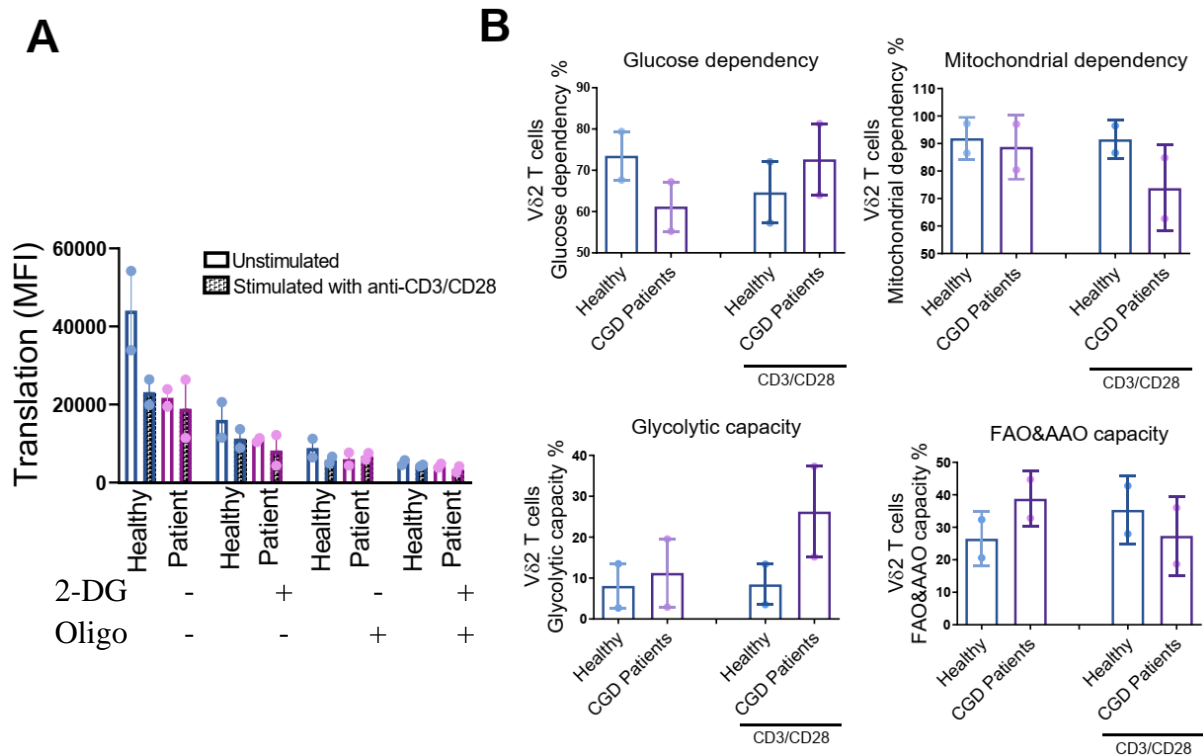 A
Translation (MFI)
60000
40000
20000
0
Unstimulated
Stimulated with anti-CD3/CD28
Healthy
Patient
Healthy
Patient
Healthy
Patient
Healthy
Patient
2-DG - + - +
Oligo - - + +
B
Glucose dependency
Vδ2 T cells
Glucose dependency %
90
80
70
60
50
Healthy
CGD Patients
Healthy
CGD Patients
CD3/CD28
Mitochondrial dependency
Vδ2 T cells
Mitochondrial dependency %
110
100
90
80
70
60
50
Healthy
CGD Patients
Healthy
CGD Patients
CD3/CD28
Glycolytic capacity
Vδ2 T cells
Glycolytic capacity %
40
30
20
10
0
Healthy
CGD Patients
Healthy
CGD Patients
CD3/CD28
FAO&AAO capacity
Vδ2 T cells
FAO&AAO capacity %
50
40
30
20
10
0
Healthy
CGD Patients
Healthy
CGD Patients
CD3/CD28